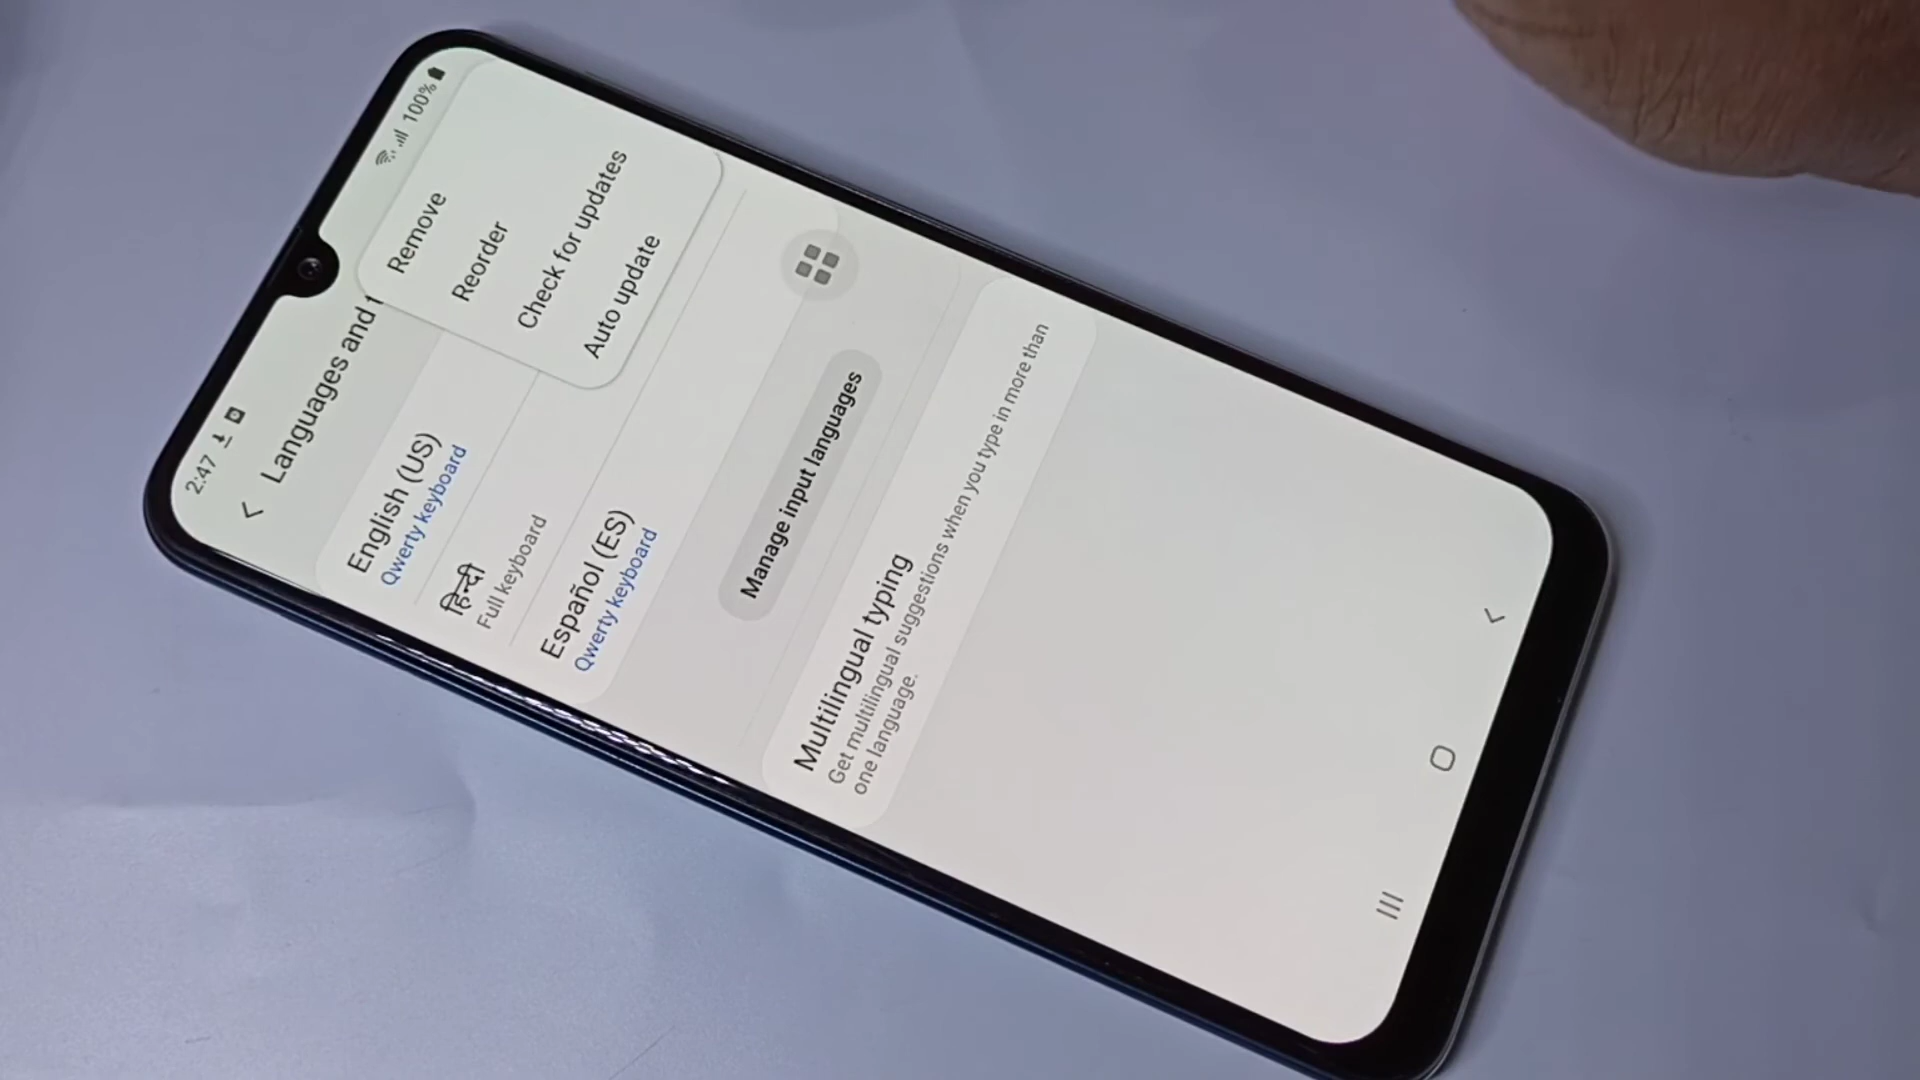 2:47
100%
Languages and t
Remove
Reorder
Check for updates
Auto update
English (US)
Qwerty keyboard
हिन्दी
Full keyboard
Español (ES)
Qwerty keyboard
Manage input languages
Multilingual typing
Get multilingual suggestions when you type in more than
one language.